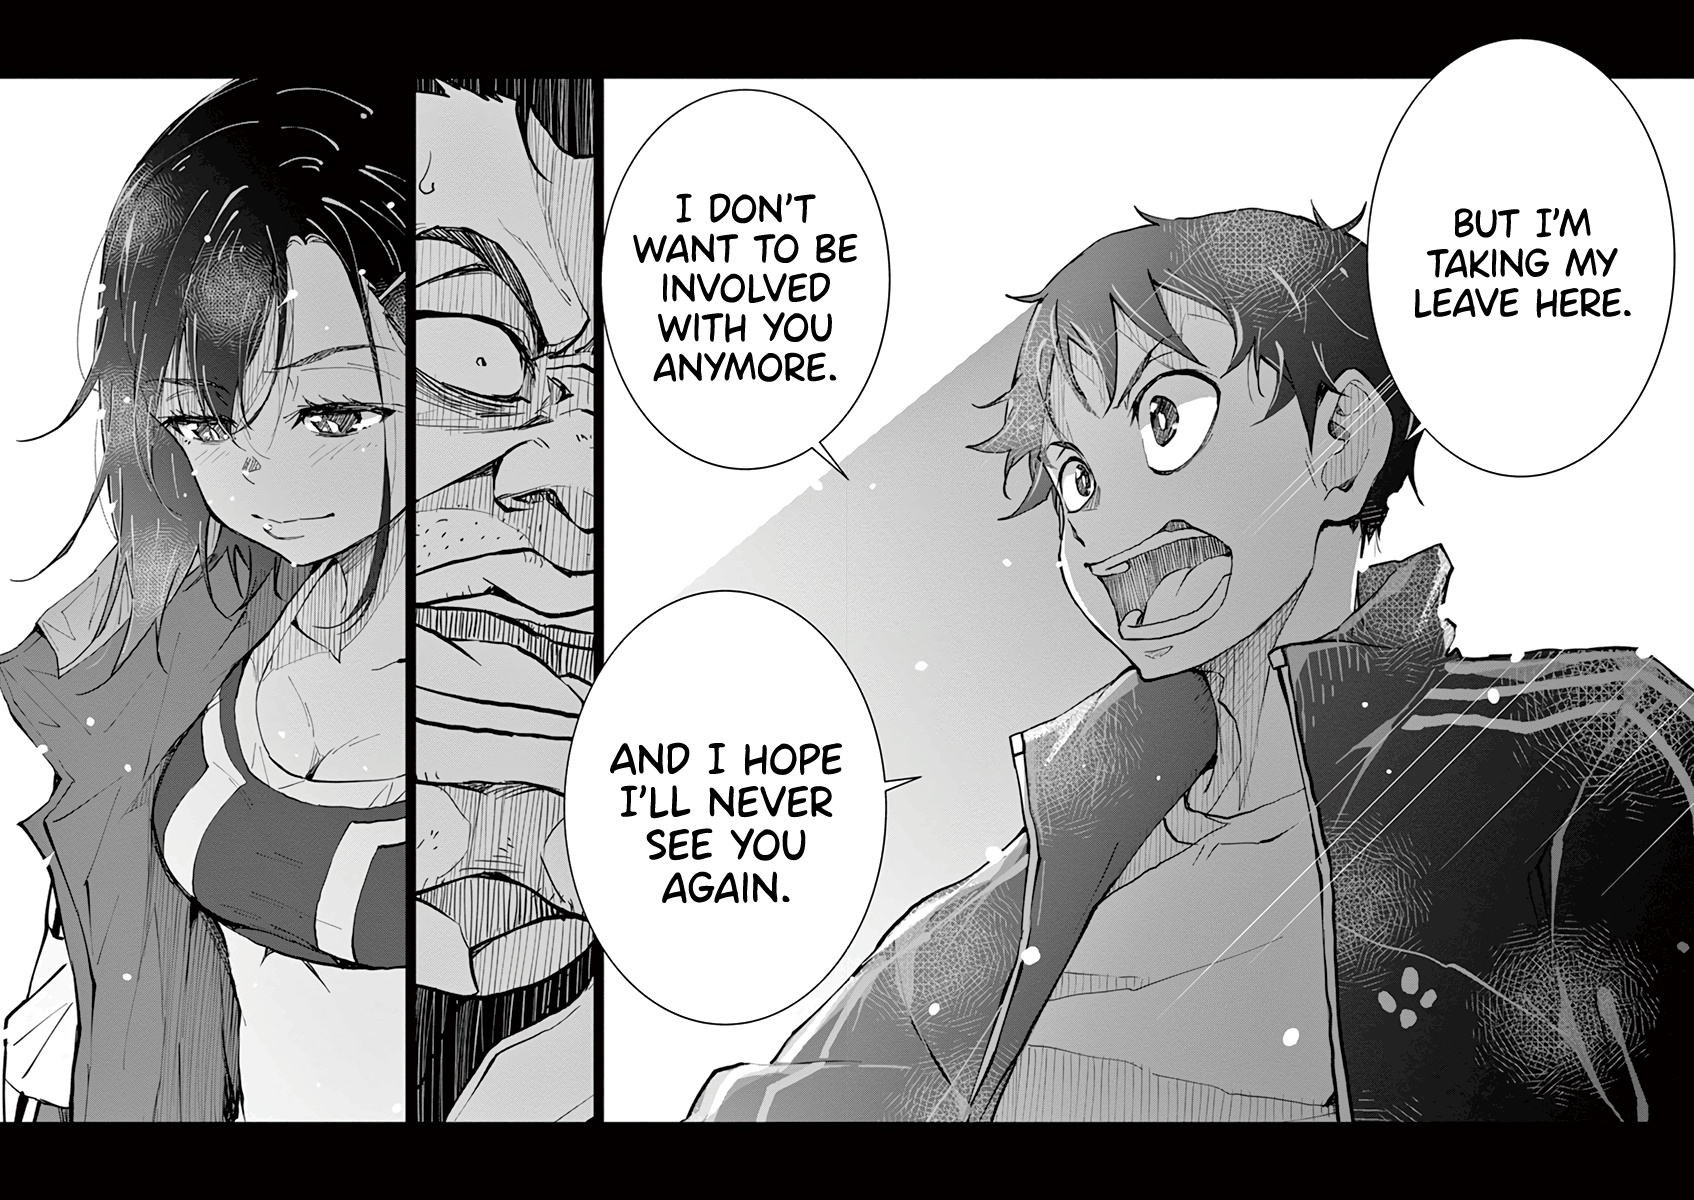 BUT I'M
TAKING MY
LEAVE HERE.
I DON'T
WANT TO BE
INVOLVED
WITH YOU
ANYMORE.
AND I HOPE
I'LL NEVER
SEE YOU
AGAIN.